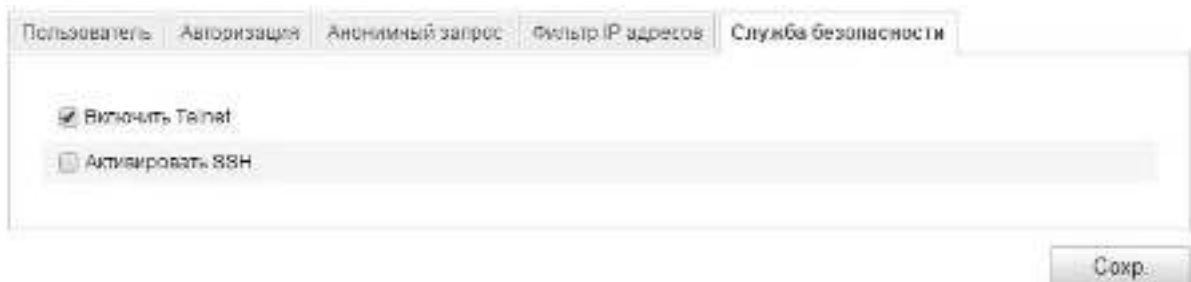 Пользователь Авторизация Анонимный запрос Фильтр IP адресов Служба безопасности
Включить Telnet
Активировать SSH
Сохр.